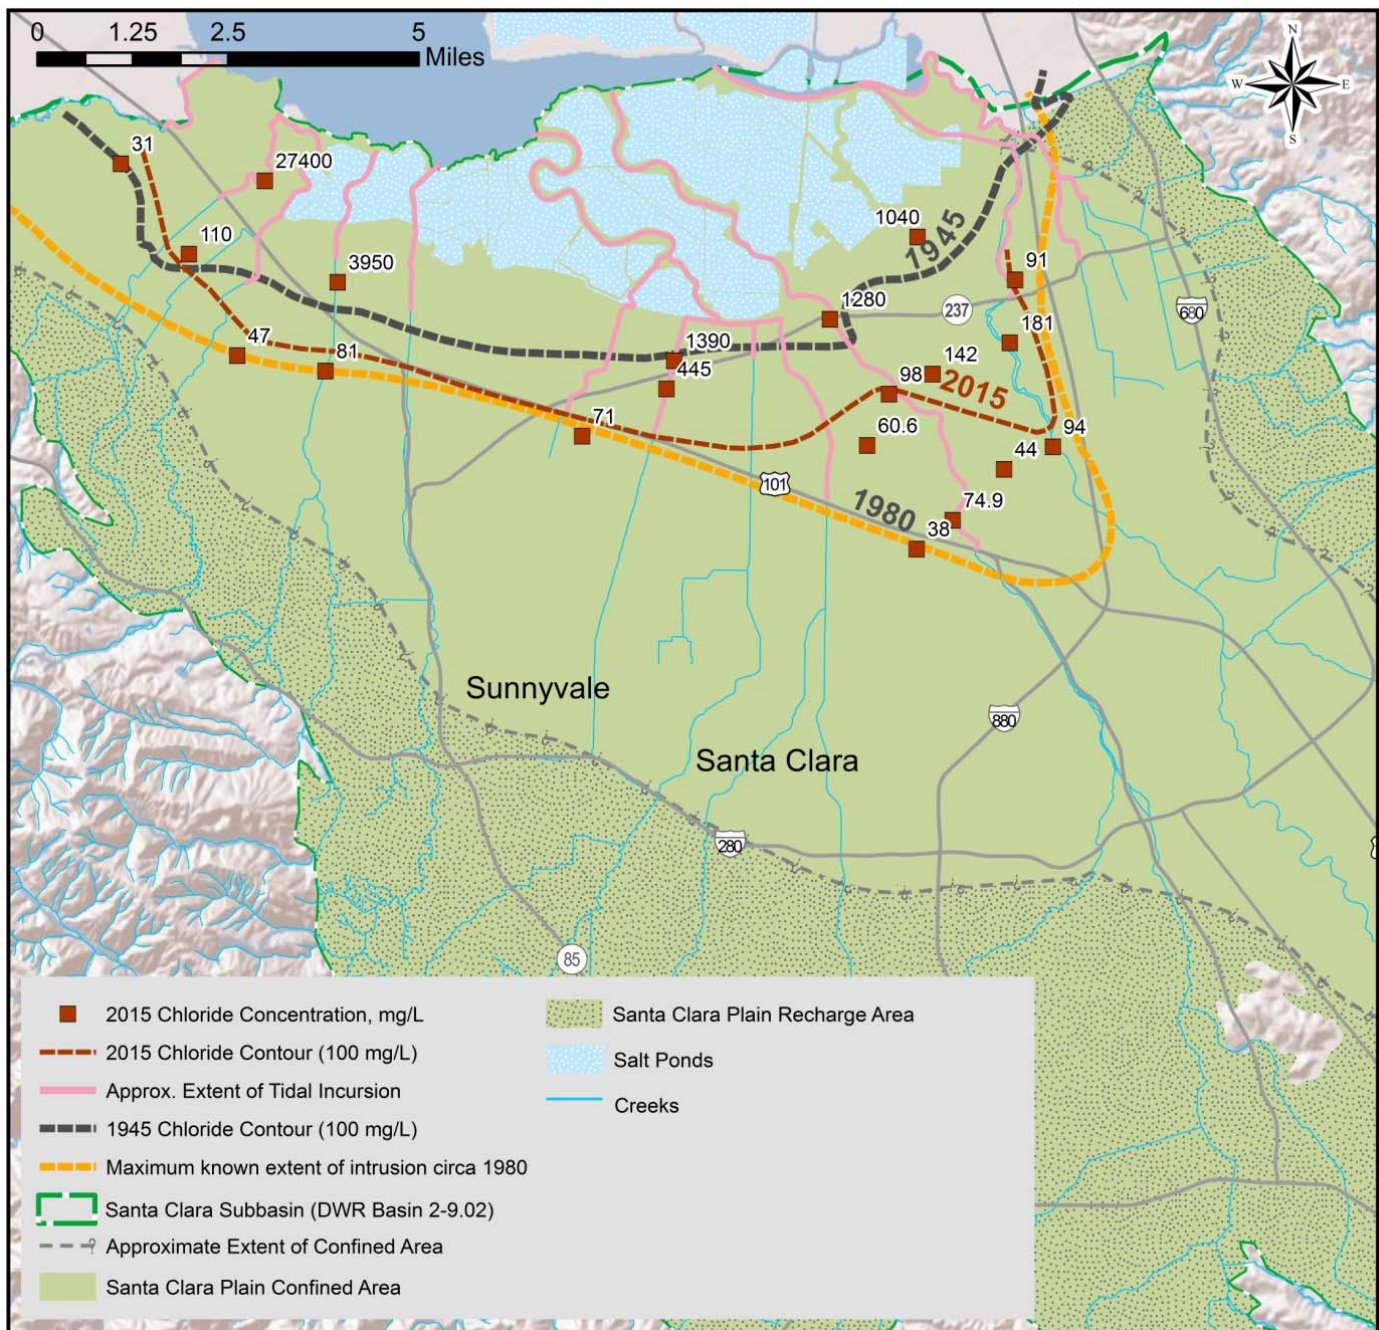 0 1.25 2.5 5
Miles
N
W E
S
31
27400
110
3950
1040
1945
91
1280
237
680
181
47
81
1390
142
445
98
2015
71
60.6
94
44
101
1980
74.9
38
Sunnyvale
880
Santa Clara
280
85
2015 Chloride Concentration, mg/L
2015 Chloride Contour (100 mg/L)
Approx. Extent of Tidal Incursion
1945 Chloride Contour (100 mg/L)
Maximum known extent of intrusion circa 1980
Santa Clara Subbasin (DWR Basin 2-9.02)
Approximate Extent of Confined Area
Santa Clara Plain Confined Area
Santa Clara Plain Recharge Area
Salt Ponds
Creeks